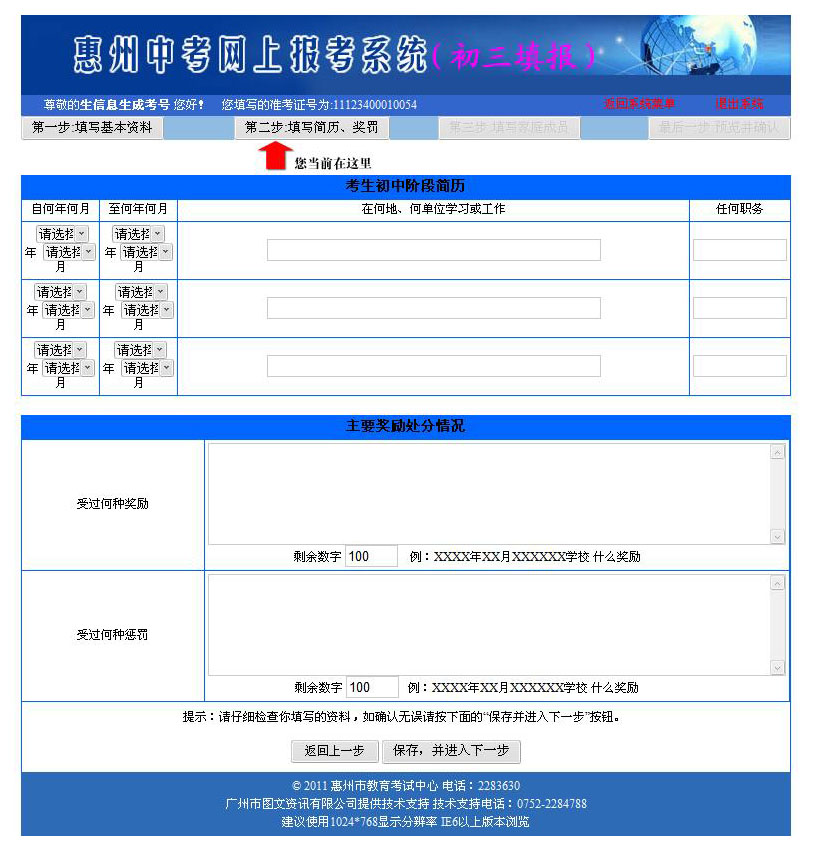 惠州中考网上报考系统(初三填报)
尊敬的生信息生成考号 您好! 您填写的准考证号为:11123400010054 返回系统菜单 退出系统
第一步:填写基本资料 第二步:填写简历、奖罚 第三步 填写家庭成员 最后一步 预览并确认
您当前在这里
考生初中阶段简历
自何年何月 至何年何月 在何地、何单位学习或工作 任何职务
请选择 请选择
年 请选择 年 请选择
月 月
请选择 请选择
年 请选择 年 请选择
月 月
请选择 请选择
年 请选择 年 请选择
月 月
主要奖励处分情况
受过何种奖励
剩余数字 100 例：XXXX年XX月XXXXXX学校 什么奖励
受过何种惩罚
剩余数字 100 例：XXXX年XX月XXXXXX学校 什么奖励
提示：请仔细检查你填写的资料，如确认无误请按下面的“保存并进入下一步”按钮。
返回上一步 保存，并进入下一步
© 2011 惠州市教育考试中心 电话：2283630
广州市图文资讯有限公司提供技术支持 技术支持电话：0752-2284788
建议使用1024*768显示分辨率 IE6以上版本浏览